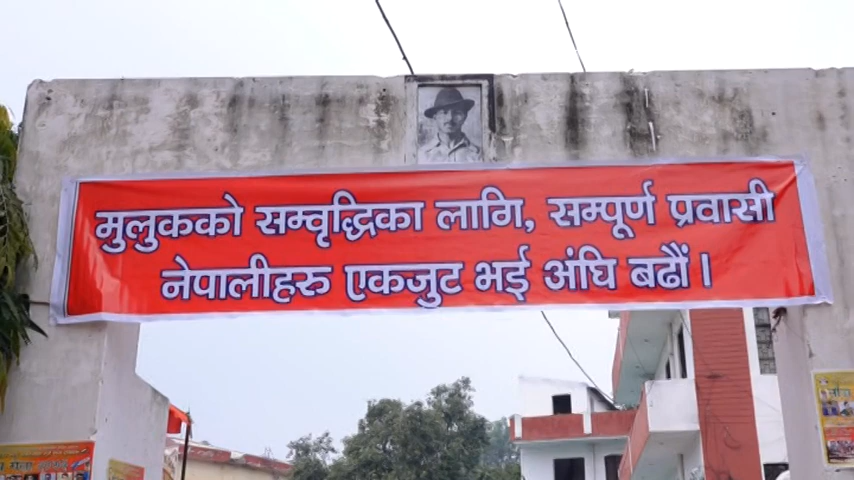 मुलुकको सम्वृद्धिका लागि, सम्पूर्ण प्रवासी
नेपालीहरु एकजुट भई अंघि बढौं।